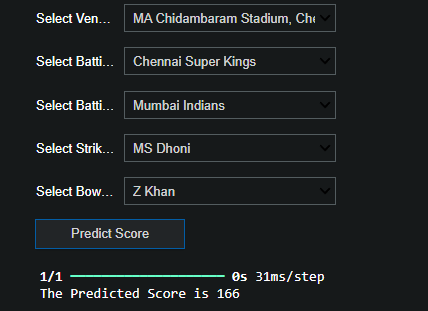 Select Ven... MA Chidambaram Stadium, Che
Select Batti... Chennai Super Kings
Select Batti... Mumbai Indians
Select Strik... MS Dhoni
Select Bow... Z Khan
Predict Score
1/1 0s 31ms/step
The Predicted Score is 166